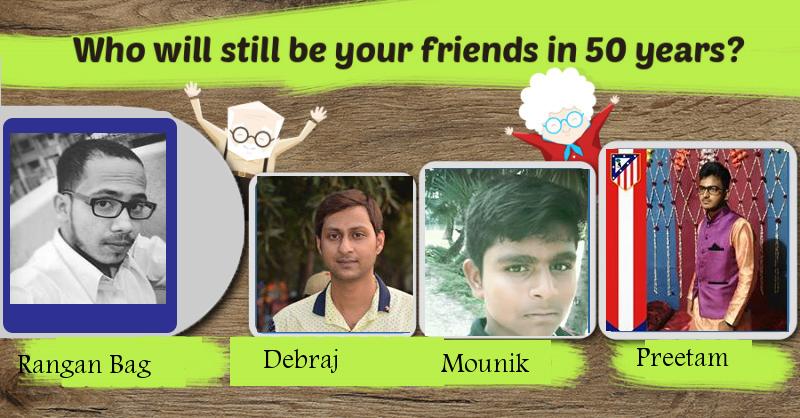 Who will still be your friends in 50 years?
Rangan Bag
Debraj
Mounik
Preetam